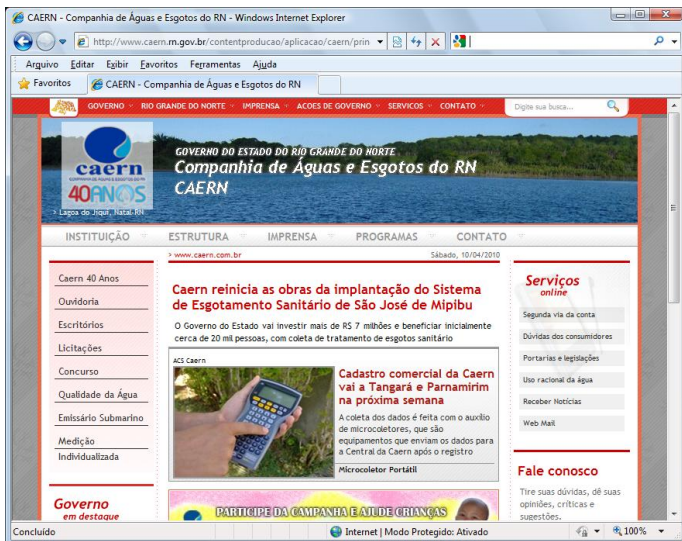 CAERN - Companhia de Águas e Esgotos do RN - Windows Internet Explorer
http://www.caern.rn.gov.br/contentproducao/aplicacao/caern/prin
Arquivo Editar Exibir Favoritos Ferramentas Ajuda
Favoritos CAERN - Companhia de Águas e Esgotos do RN
GOVERNO RIO GRANDE DO NORTE IMPRENSA ACOES DE GOVERNO SERVICOS CONTATO Digite sua busca...
GOVERNO DO ESTADO DO RIO GRANDE DO NORTE
Companhia de Águas e Esgotos do RN
CAERN
caern
40ANOS
> Lagoa do Jiqui, Natal-RN
INSTITUIÇÃO ESTRUTURA IMPRENSA PROGRAMAS CONTATO
> www.caern.com.br Sábado, 10/04/2010
Caern 40 Anos
Ouvidoria
Escritórios
Licitações
Concurso
Qualidade da Água
Emissário Submarino
Medição
Individualizada
Governo
em destaque
Caern reinicia as obras da implantação do Sistema
de Esgotamento Sanitário de São José de Mipibu
O Governo do Estado vai investir mais de R$ 7 milhões e beneficiar inicialmente
cerca de 20 mil pessoas, com coleta de tratamento de esgotos sanitário
ACS Caern
Cadastro comercial da Caern
vai a Tangará e Parnamirim
na próxima semana
A coleta dos dados é feita com o auxílio
de microcoletores, que são
equipamentos que enviam os dados para
a Central da Caern após o registro
Microcoletor Portátil
PARTICIPE DA CAMPANHA E AJUDE CRIANÇAS
Serviços
online
Segunda via da conta
Dúvidas dos consumidores
Portarias e legislações
Uso racional da água
Receber Notícias
Web Mail
Fale conosco
Tire suas dúvidas, dê suas
opiniões, críticas e
sugestões.
Concluído Internet | Modo Protegido: Ativado 100%